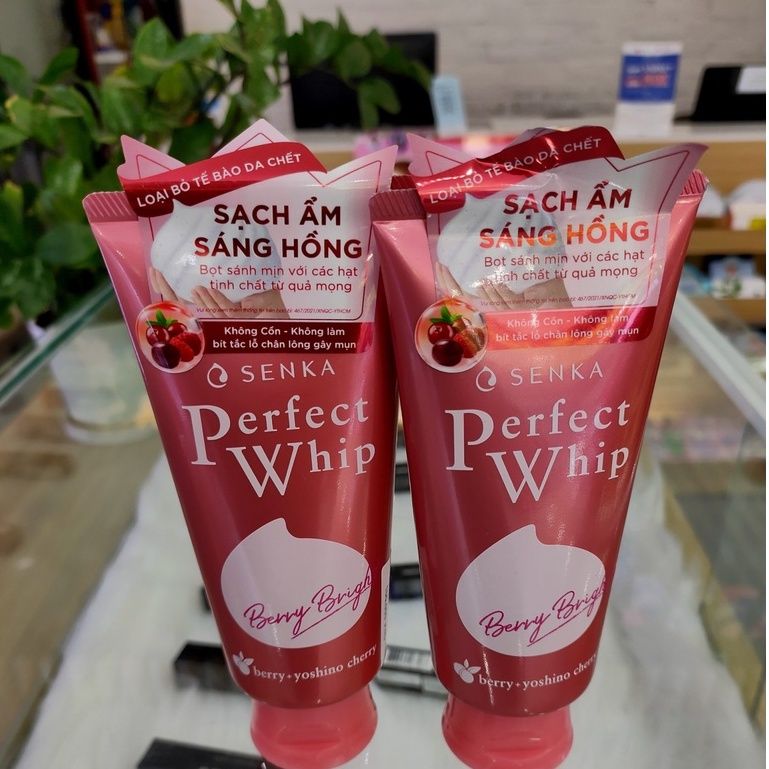 LOẠI BỎ TẾ BÀO DA CHẾT
SẠCH ẨM
SÁNG HỒNG
Bọt sánh mịn với các hạt
tinh chất từ quả mọng
Không Cồn - Không làm
bít tắc lỗ chân lông gây mụn
SENKA
Perfect
Whip
Berry Brigh
berry + yoshino cherry
LOẠI BỎ TẾ BÀO DA CHẾT
SẠCH ẨM
SÁNG HỒNG
Bọt sánh mịn với các hạt
tinh chất từ quả mọng
Không Cồn - Không làm
bít tắc lỗ chân lông gây mụn
SENKA
Perfect
Whip
Berry Brigh
berry + yoshino cherry